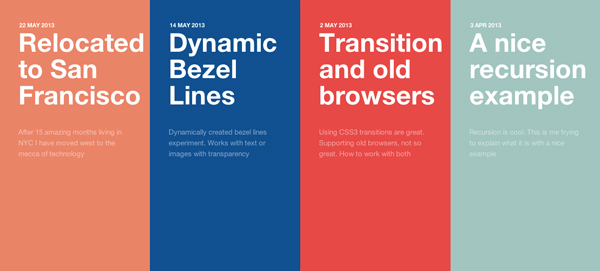 22 MAY 2013
Relocated
to San
Francisco
After 15 amazing months living in
NYC I have moved west to the
mecca of technology
14 MAY 2013
Dynamic
Bezel
Lines
Dynamically created bezel lines
experiment. Works with text or
images with transparency
2 MAY 2013
Transition
and old
browsers
Using CSS3 transitions are great.
Supporting old browsers, not so
great. How to work with both
3 APR 2013
A nice
recursion
example
Recursion is cool. This is me trying
to explain what it is with a nice
example